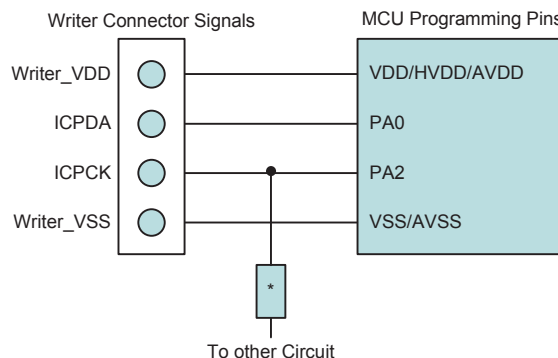 Writer Connector Signals
MCU Programming Pins
Writer_VDD
VDD/HVDD/AVDD
ICPDA
PA0
ICPCK
PA2
Writer_VSS
VSS/AVSS
*
To other Circuit